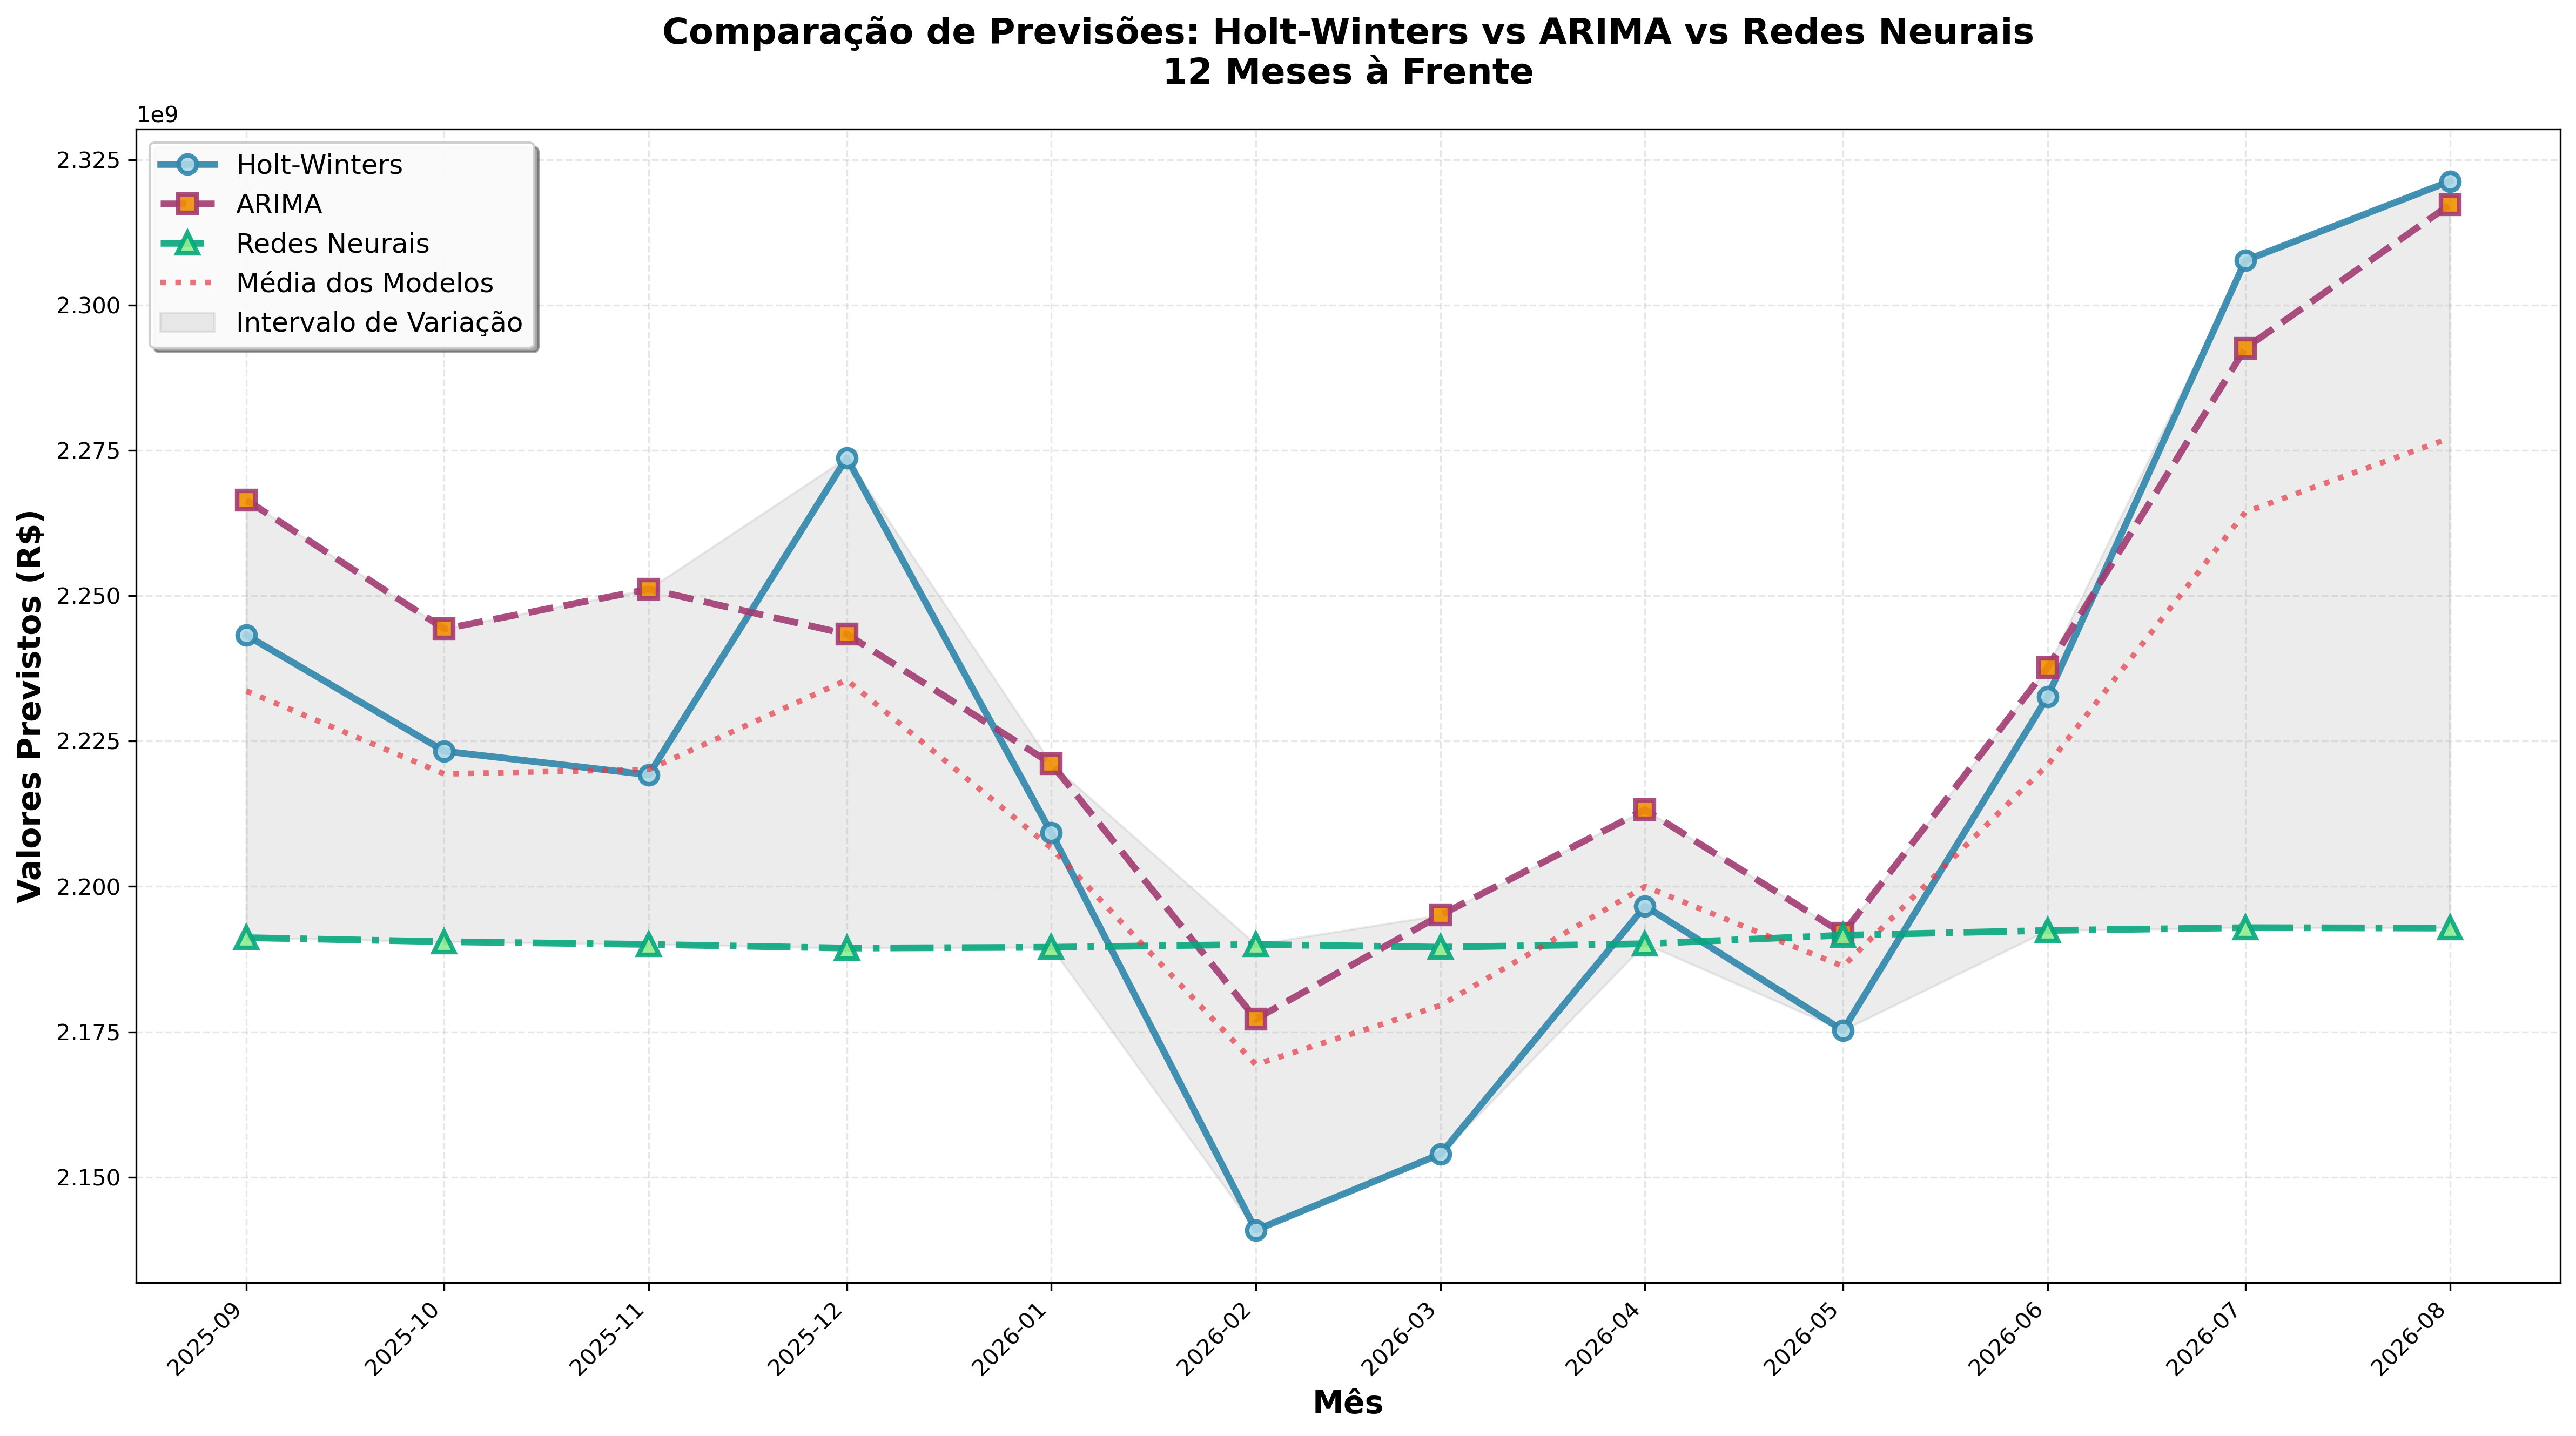 Comparação de Previsões: Holt-Winters vs ARIMA vs Redes Neurais
12 Meses à Frente
1e9
Holt-Winters
ARIMA
Redes Neurais
Média dos Modelos
Intervalo de Variação
2.325
2.300
2.275
2.250
2.225
2.200
2.175
2.150
Valores Previstos (R$)
2025-09
2025-10
2025-11
2025-12
2026-01
2026-02
2026-03
2026-04
2026-05
2026-06
2026-07
2026-08
Mês